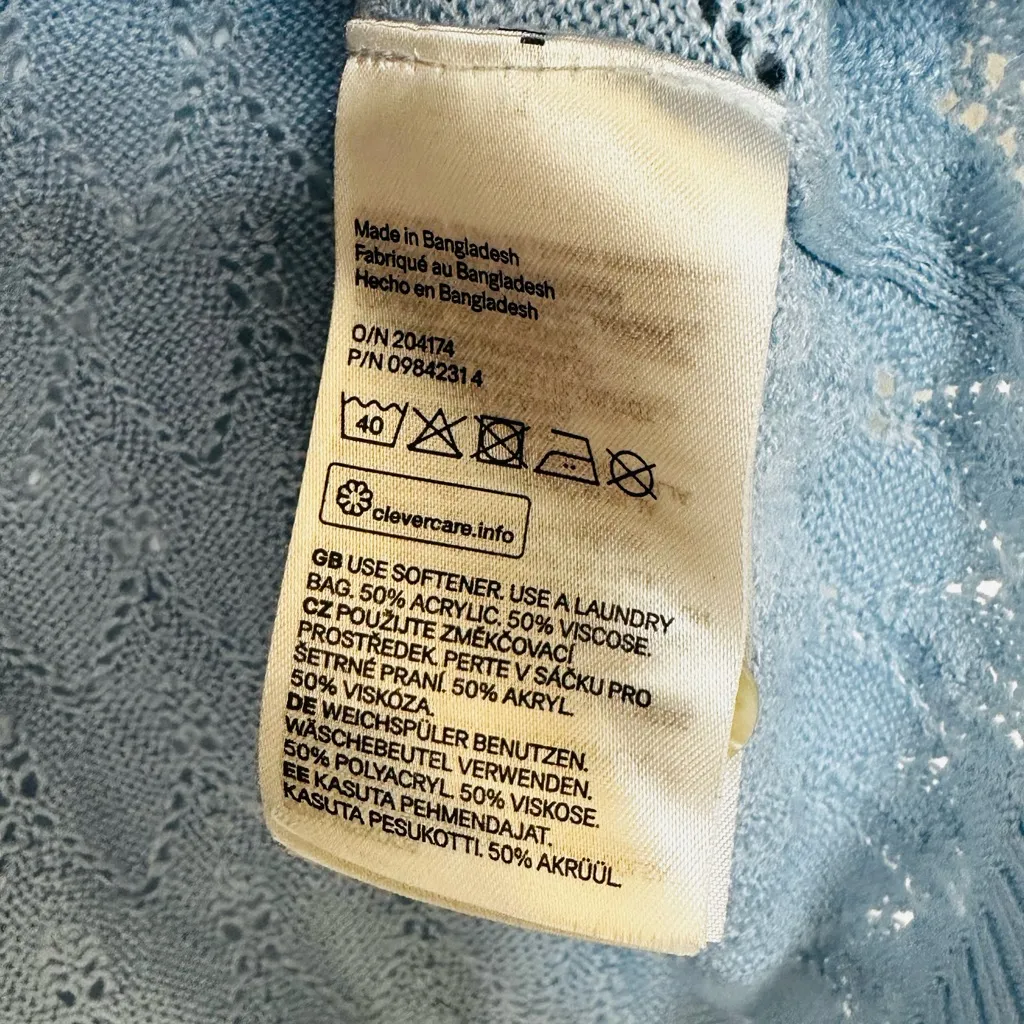 Made in Bangladesh
Fabriqué au Bangladesh
Hecho en Bangladesh
O/N 204174
P/N 0984231 4
40
clevercare.info
GB USE SOFTENER. USE A LAUNDRY
BAG. 50% ACRYLIC. 50% VISCOSE.
CZ POUŽIJTE ZMĚKČOVACÍ
PROSTŘEDEK. PERTE V SÁČKU PRO
ŠETRNÉ PRANÍ. 50% AKRYL.
50% VISKÓZA.
DE WEICHSPÜLER BENUTZEN.
WÄSCHEBEUTEL VERWENDEN.
50% POLYACRYL. 50% VISKOSE.
EE KASUTA PEHMENDAJAT.
KASUTA PESUKOTTI. 50% AKRÜÜL.